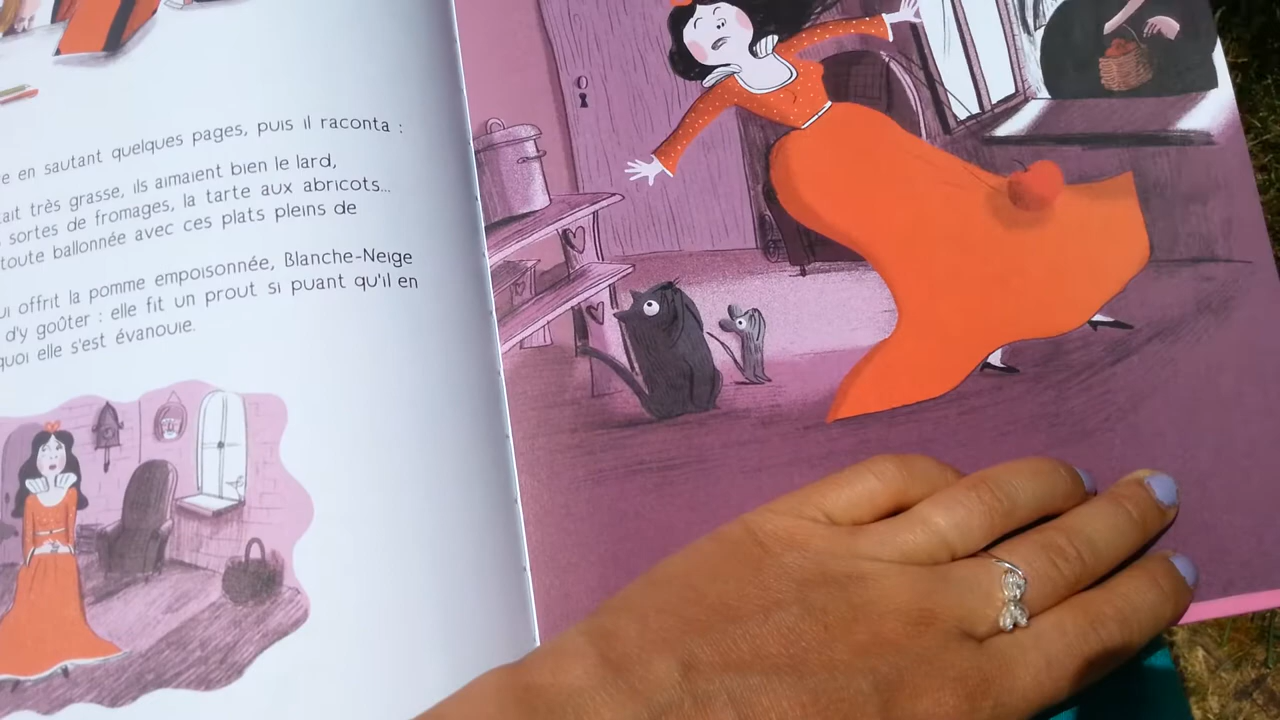 en sautant quelques pages, puis il raconta :
était très grasse, ils aimaient bien le lard,
sortes de fromages, la tarte aux abricots...
toute ballonnée avec ces plats pleins de
offrit la pomme empoisonnée, Blanche-Neige
d'y goûter : elle fit un prout si puant qu'il en
quoi elle s'est évanouie.